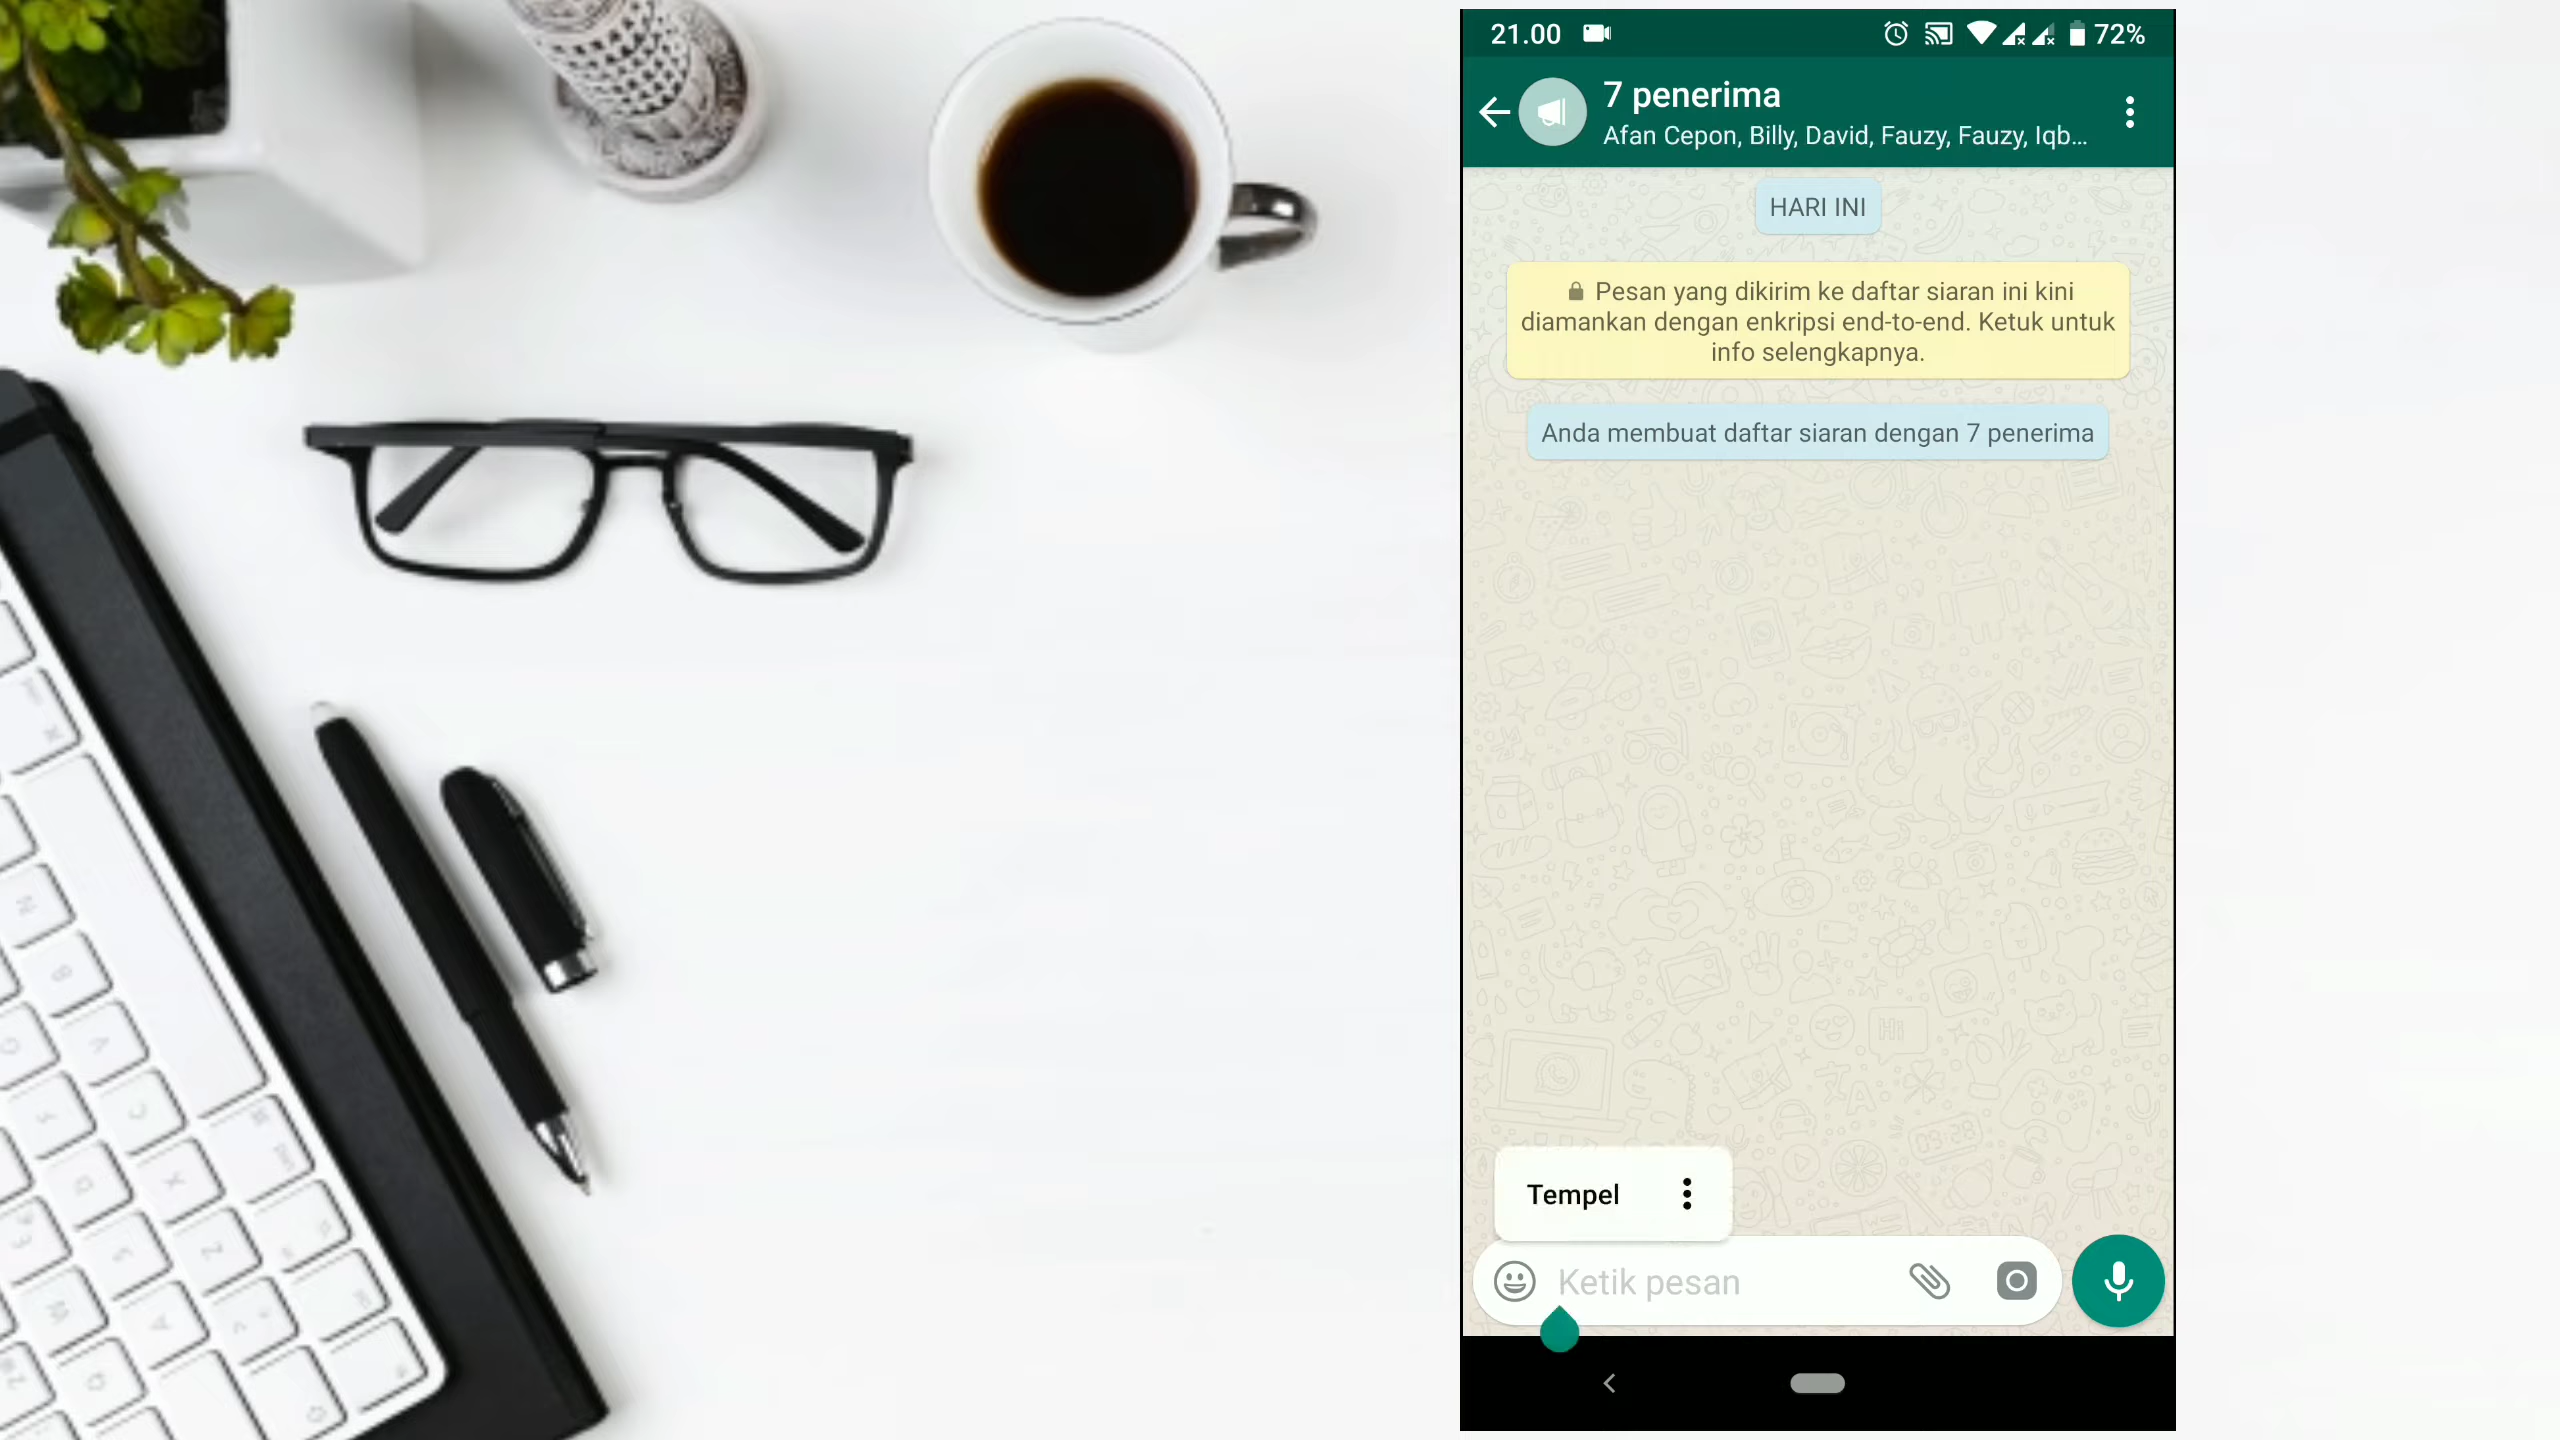 21.00
72%
7 penerima
Afan Cepon, Billy, David, Fauzy, Fauzy, Iqb...
HARI INI
Pesan yang dikirim ke daftar siaran ini kini
diamankan dengan enkripsi end-to-end. Ketuk untuk
info selengkapnya.
Anda membuat daftar siaran dengan 7 penerima
Tempel
Ketik pesan